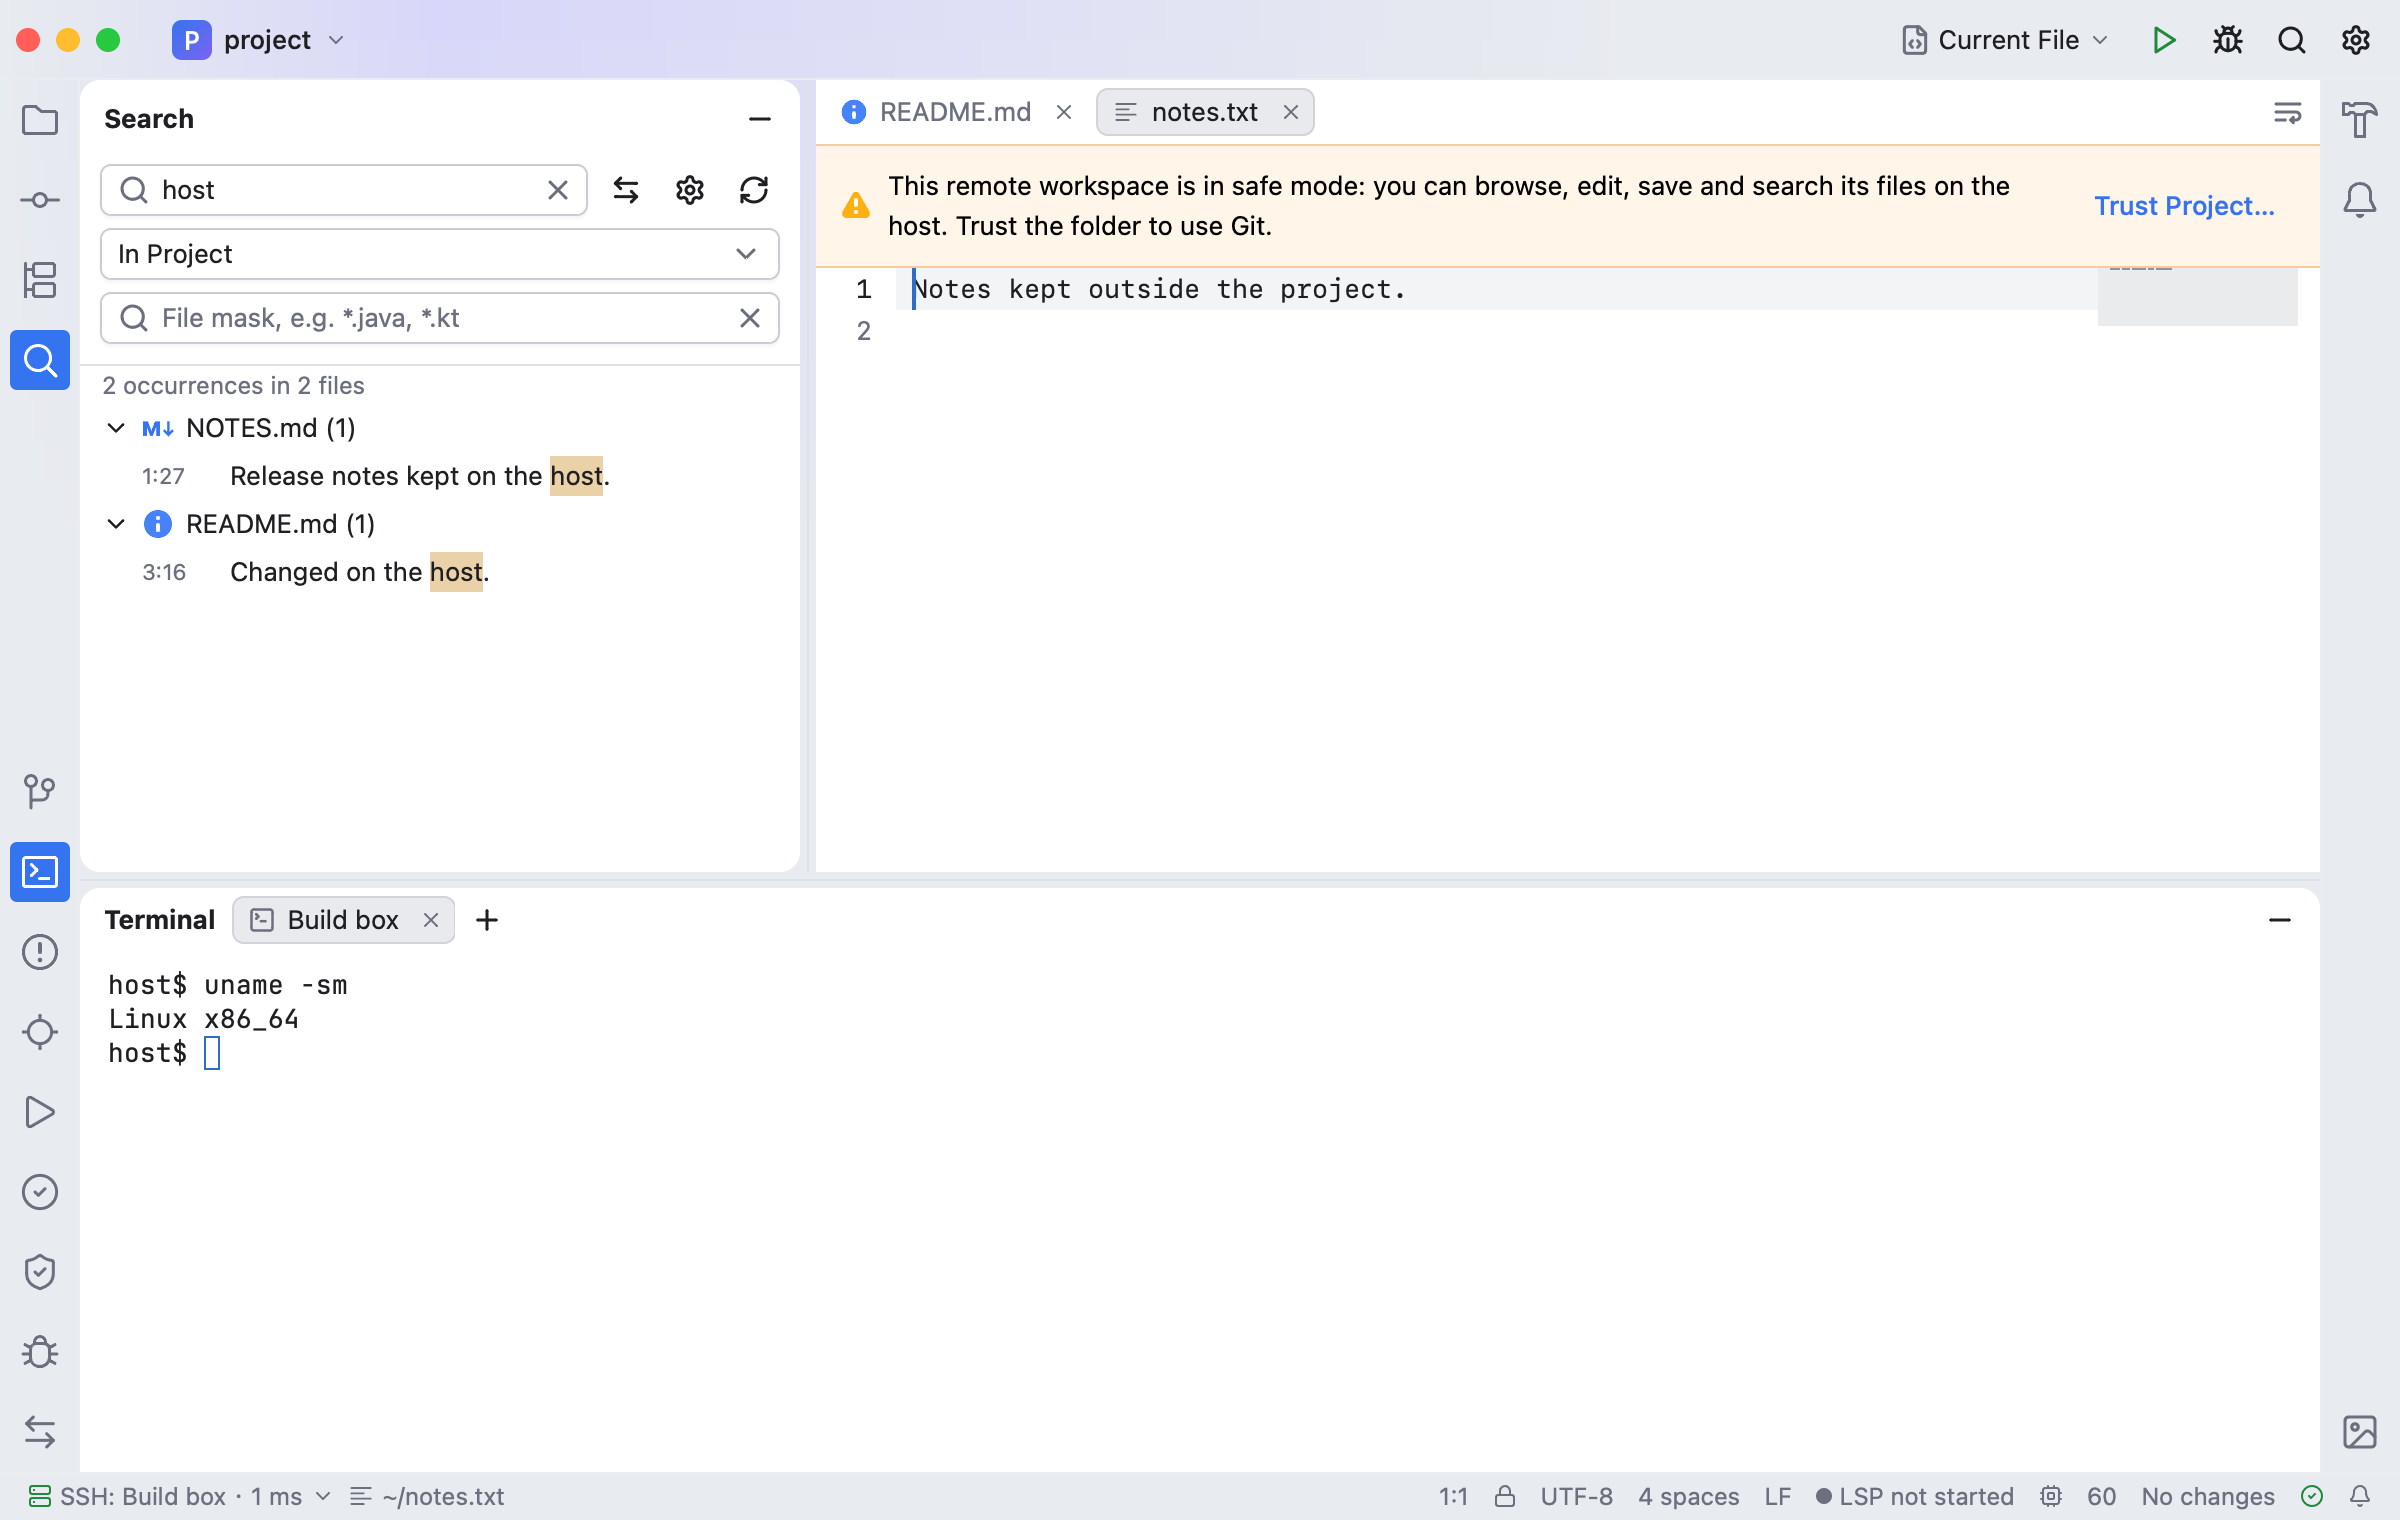 P project
Current File
Search
host
In Project
File mask, e.g. *.java, *.kt
2 occurrences in 2 files
M↓ NOTES.md (1)
1:27 Release notes kept on the host.
README.md (1)
3:16 Changed on the host.
README.md
notes.txt
This remote workspace is in safe mode: you can browse, edit, save and search its files on the
host. Trust the folder to use Git.
Trust Project...
1 Notes kept outside the project.
2
Terminal Build box
host$ uname -sm
Linux x86_64
host$
SSH: Build box · 1 ms ~/notes.txt 1:1 UTF-8 4 spaces LF LSP not started 60 No changes